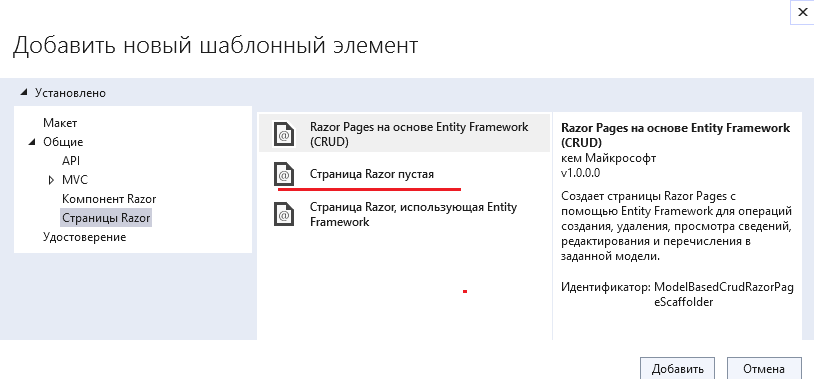 Добавить новый шаблонный элемент
Установлено
Макет
Общие
API
MVC
Компонент Razor
Страницы Razor
Удостоверение
Razor Pages на основе Entity Framework
(CRUD)
Страница Razor пустая
Страница Razor, использующая Entity
Framework
Razor Pages на основе Entity Framework
(CRUD)
кем Майкрософт
v1.0.0.0
Создает страницы Razor Pages с
помощью Entity Framework для операций
создания, удаления, просмотра сведений,
редактирования и перечисления в
заданной модели.
Идентификатор: ModelBasedCrudRazorPag
eScaffolder
Добавить
Отмена